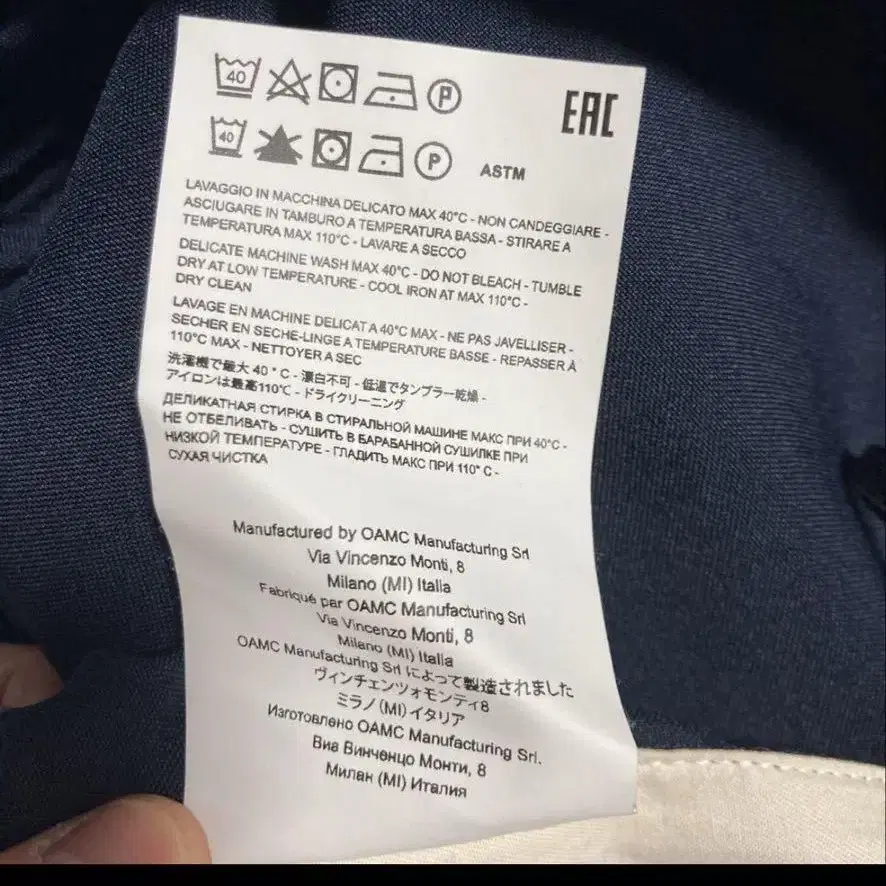 40 P EAC
40 P ASTM
LAVAGGIO IN MACCHINA DELICATO MAX 40°C - NON CANDEGGIARE -
ASCIUGARE IN TAMBURO A TEMPERATURA BASSA - STIRARE A
TEMPERATURA MAX 110°C - LAVARE A SECCO
DELICATE MACHINE WASH MAX 40°C - DO NOT BLEACH - TUMBLE
DRY AT LOW TEMPERATURE - COOL IRON AT MAX 110°C -
DRY CLEAN
LAVAGE EN MACHINE DELICAT A 40°C MAX - NE PAS JAVELLISER -
SECHER EN SECHE-LINGE A TEMPERATURE BASSE - REPASSER A
110°C MAX - NETTOYER A SEC
洗濯機で最大 40 ° C - 漂白不可 - 低温でタンブラー乾燥 -
アイロンは最高110℃ - ドライクリーニング
ДЕЛИКАТНАЯ СТИРКА В СТИРАЛЬНОЙ МАШИНЕ МАКС ПРИ 40°C -
НЕ ОТБЕЛИВАТЬ - СУШИТЬ В БАРАБАННОЙ СУШИЛКЕ ПРИ
НИЗКОЙ ТЕМПЕРАТУРЕ - ГЛАДИТЬ МАКС ПРИ 110° C -
СУХАЯ ЧИСТКА
Manufactured by OAMC Manufacturing Srl
Via Vincenzo Monti, 8
Milano (MI) Italia
Fabriqué par OAMC Manufacturing Srl
Via Vincenzo Monti, 8
Milano (MI) Italia
OAMC Manufacturing Srl によって製造されました
ヴィンチェンツォモンティ8
ミラノ (MI) イタリア
Изготовлено OAMC Manufacturing Srl.
Виа Винченцо Монти, 8
Милан (MI) Италия